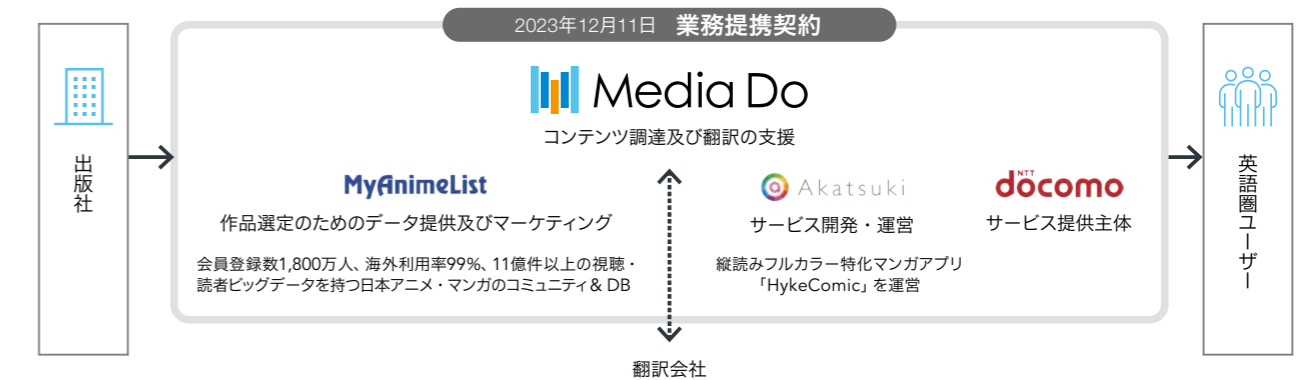 2023年12月11日 業務提携契約
Media Do
コンテンツ調達及び翻訳の支援
出版社
MyAnimeList
作品選定のためのデータ提供及びマーケティング
会員登録数1,800万人、海外利用率99%、11億件以上の視聴・
読者ビッグデータを持つ日本アニメ・マンガのコミュニティ& DB
Akatsuki
サービス開発・運営
縦読みフルカラー特化マンガアプリ
「HykeComic」を運営
NTT
docomo
サービス提供主体
英語圏ユーザー
翻訳会社